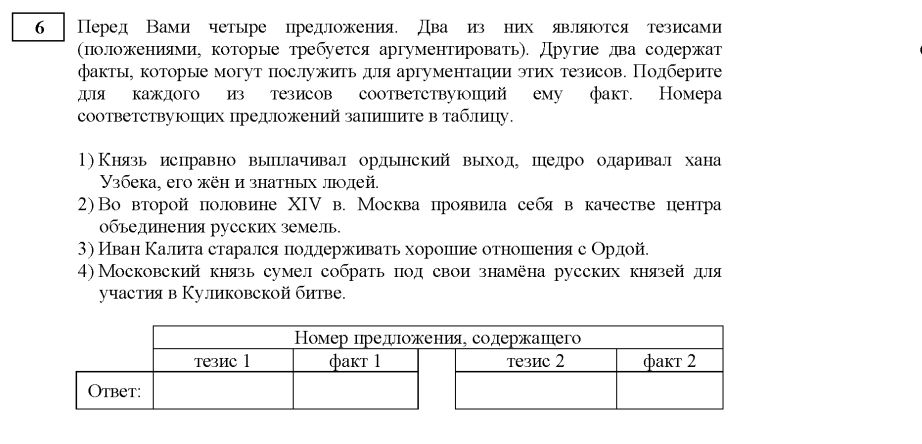 6
Перед Вами четыре предложения. Два из них являются тезисами
(положениями, которые требуется аргументировать). Другие два содержат
факты, которые могут послужить для аргументации этих тезисов. Подберите
для каждого из тезисов соответствующий ему факт. Номера
соответствующих предложений запишите в таблицу.
1) Князь исправно выплачивал ордынский выход, щедро одаривал хана
Узбека, его жён и знатных людей.
2) Во второй половине XIV в. Москва проявила себя в качестве центра
объединения русских земель.
3) Иван Калита старался поддерживать хорошие отношения с Ордой.
4) Московский князь сумел собрать под свои знамёна русских князей для
участия в Куликовской битве.
Номер предложения, содержащего
тезис 1 факт 1 тезис 2 факт 2
Ответ: